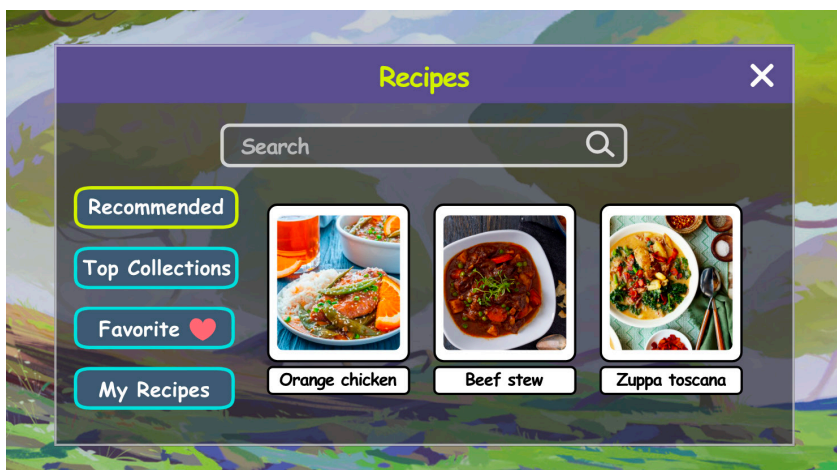 Recipes
Search
Recommended
Top Collections
Favorite
My Recipes
Orange chicken
Beef stew
Zuppa toscana